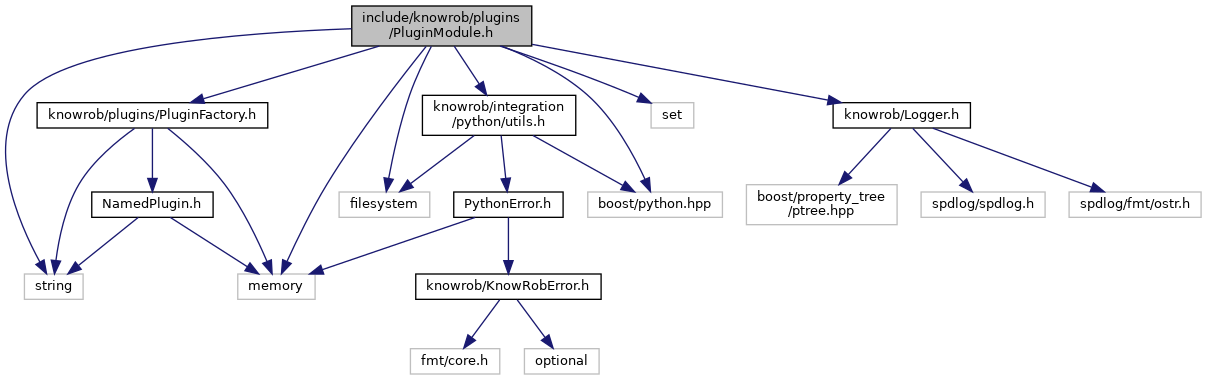 include/knowrob/plugins
/PluginModule.h
knowrob/plugins/PluginFactory.h
knowrob/integration
/python/utils.h
set
knowrob/Logger.h
NamedPlugin.h
filesystem
PythonError.h
boost/python.hpp
boost/property_tree
/ptree.hpp
spdlog/spdlog.h
spdlog/fmt/ostr.h
string
memory
knowrob/KnowRobError.h
fmt/core.h
optional